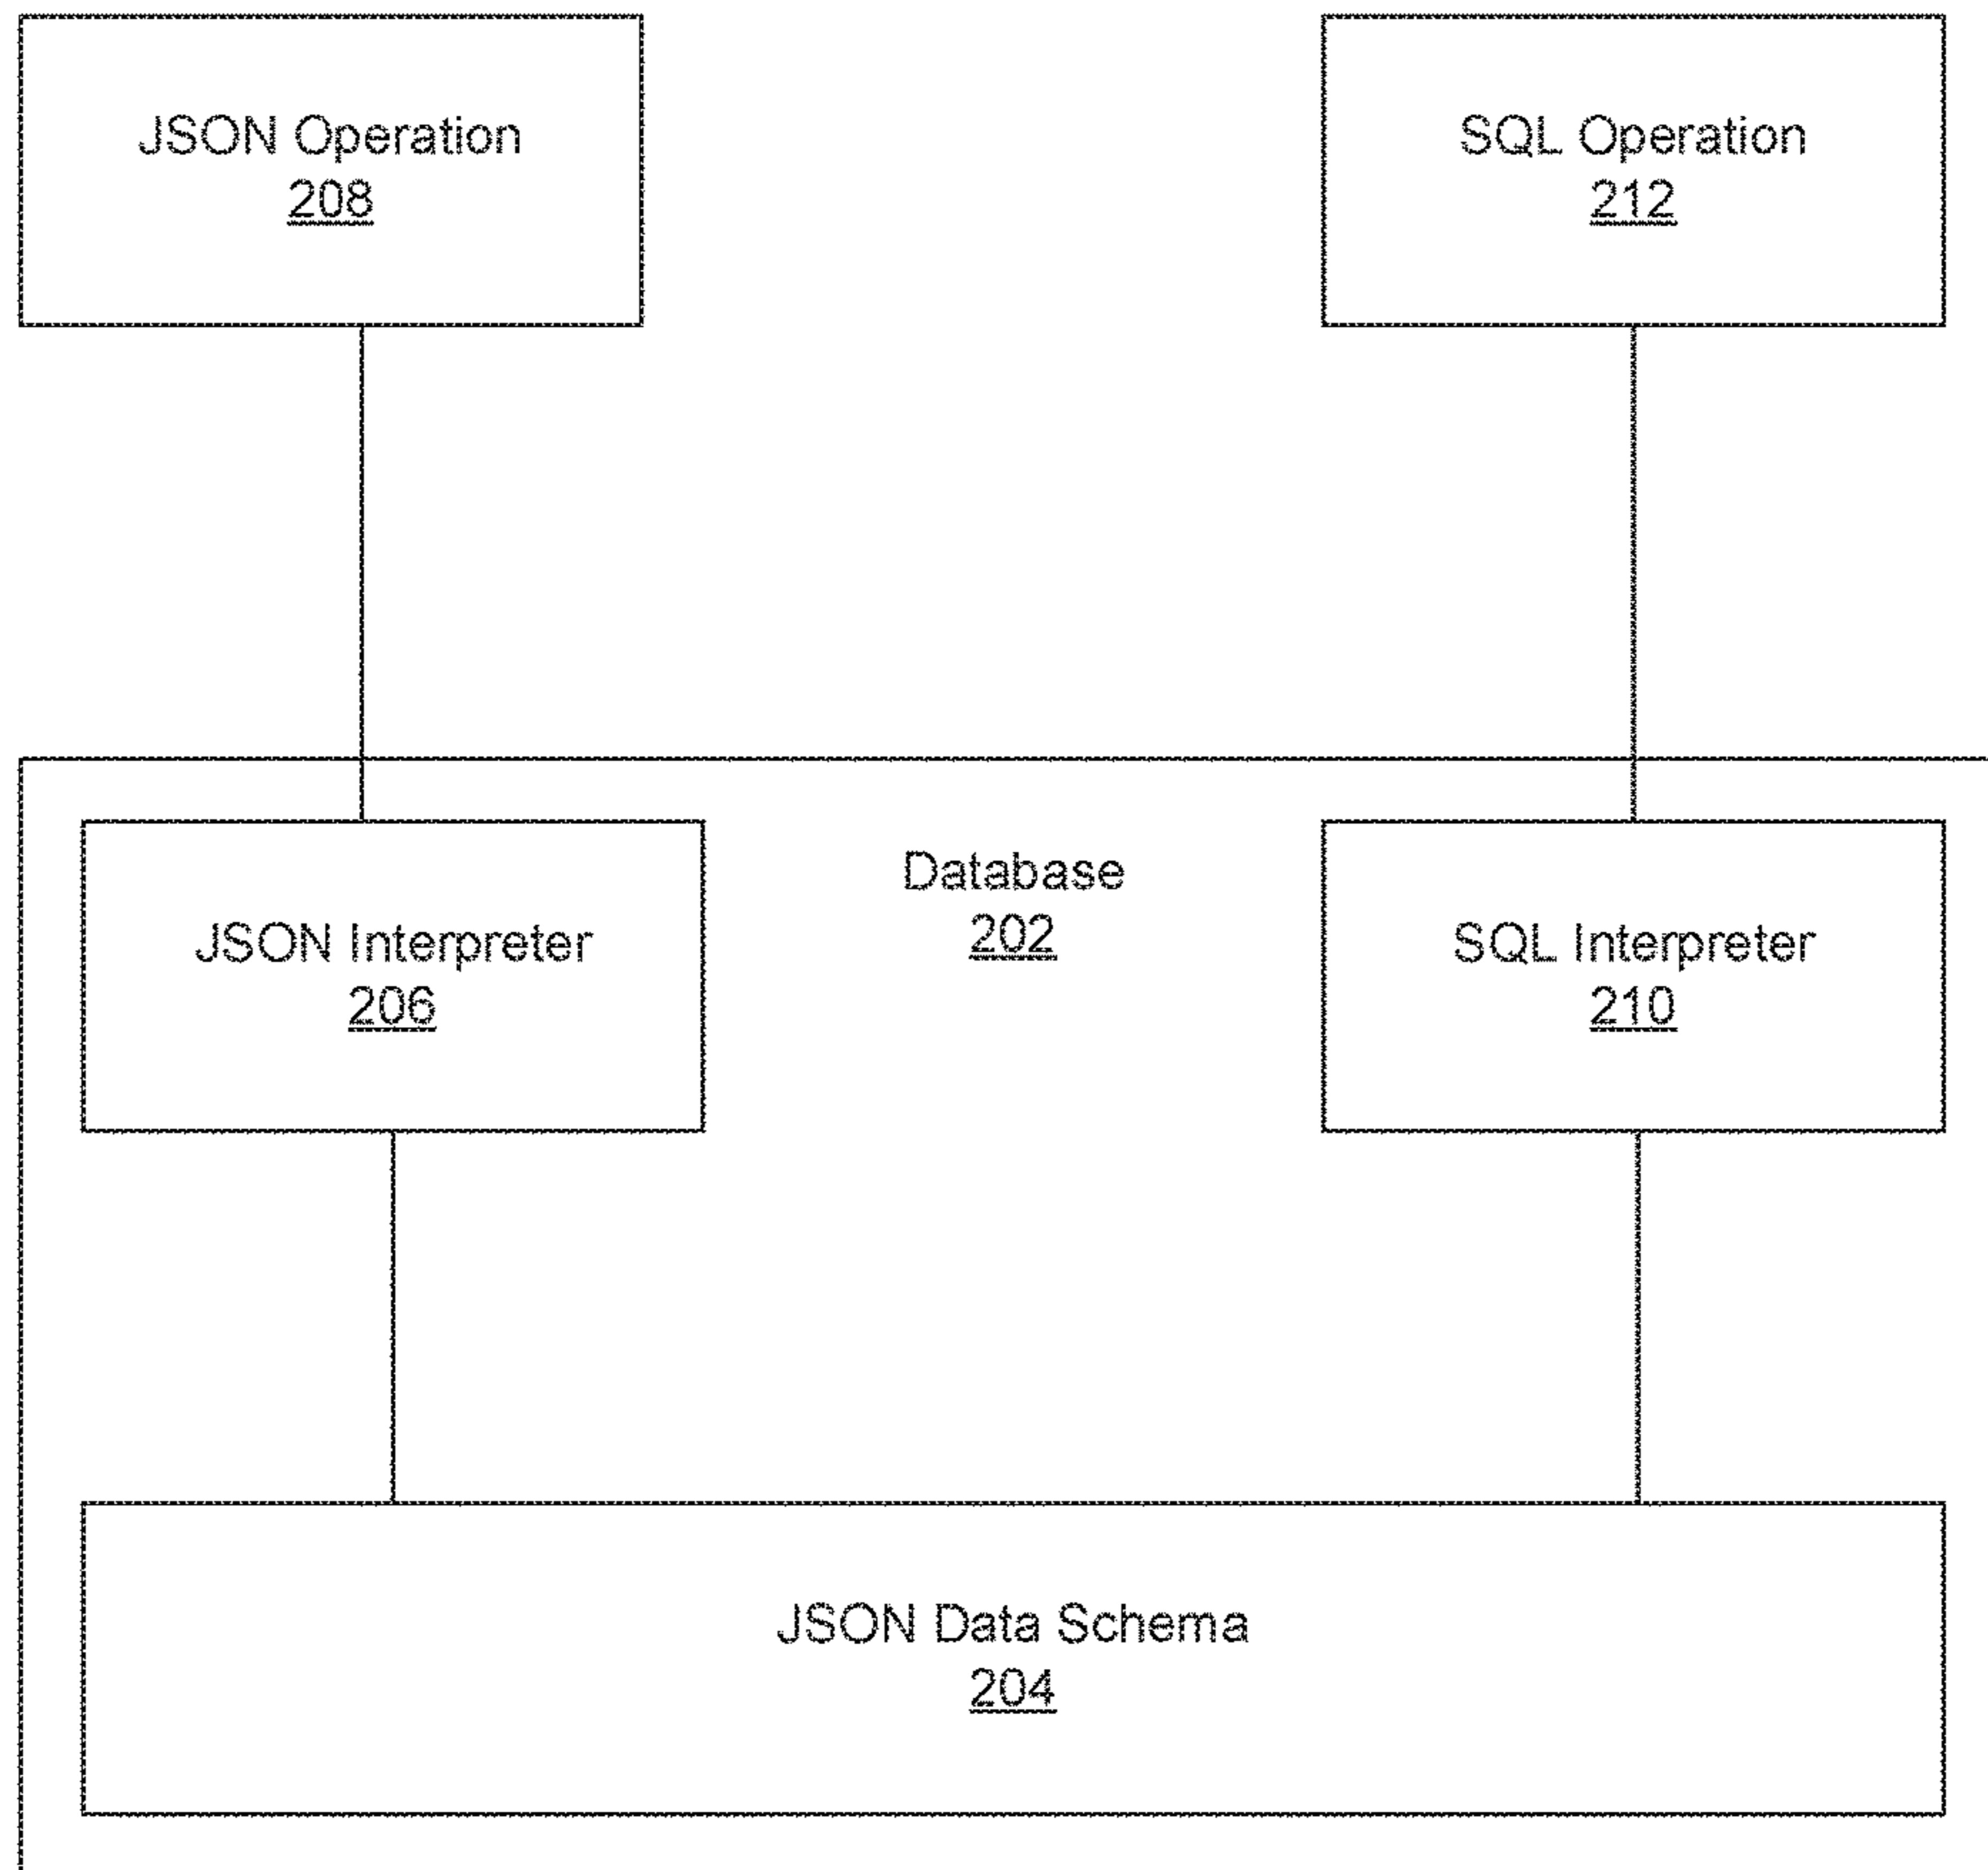 JSON Operation
208
SQL Operation
212
Database
202
JSON Interpreter
206
SQL Interpreter
210
JSON Data Schema
204